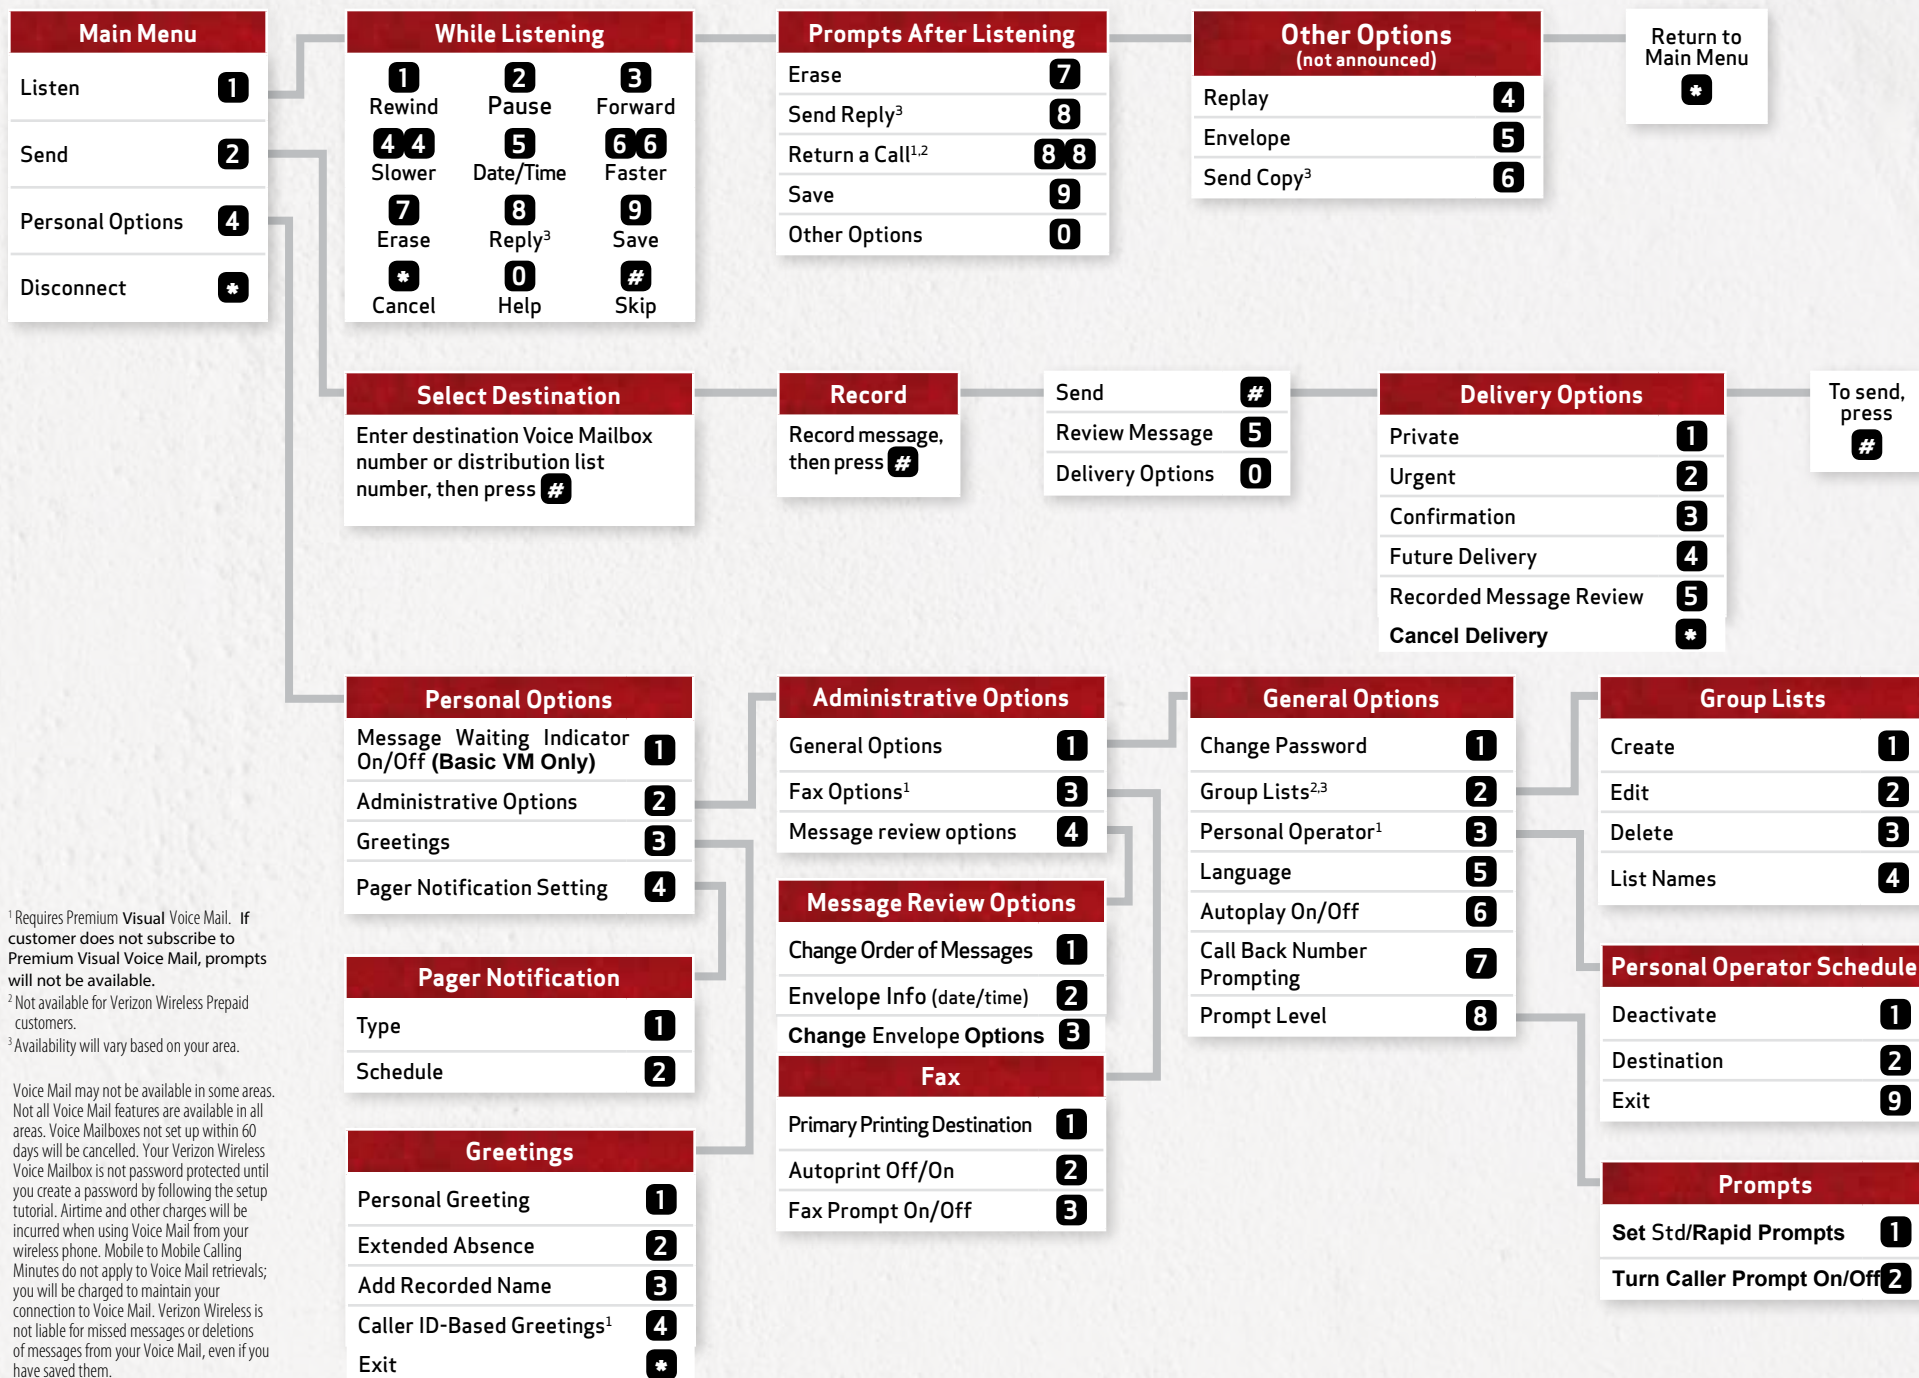 Main Menu
Listen 1
Send 2
Personal Options 4
Disconnect *
While Listening
1 2 3
Rewind Pause Forward
4 4 5 6 6
Slower Date/Time Faster
7 8 9
Erase Reply3 Save
* 0 #
Cancel Help Skip
Prompts After Listening
Erase 7
Send Reply3 8
Return a Call1,2 8 8
Save 9
Other Options 0
Other Options
(not announced)
Replay 4
Envelope 5
Send Copy3 6
Return to
Main Menu
*
Select Destination
Enter destination Voice Mailbox
number or distribution list
number, then press #
Record
Record message,
then press #
Send #
Review Message 5
Delivery Options 0
Delivery Options
Private 1
Urgent 2
Confirmation 3
Future Delivery 4
Recorded Message Review 5
Cancel Delivery *
To send,
press
#
Personal Options
Message Waiting Indicator
On/Off (Basic VM Only) 1
Administrative Options 2
Greetings 3
Pager Notification Setting 4
Pager Notification
Type 1
Schedule 2
Greetings
Personal Greeting 1
Extended Absence 2
Add Recorded Name 3
Caller ID-Based Greetings1 4
Exit *
Administrative Options
General Options 1
Fax Options1 3
Message review options 4
Message Review Options
Change Order of Messages 1
Envelope Info (date/time) 2
Change Envelope Options 3
Fax
Primary Printing Destination 1
Autoprint Off/On 2
Fax Prompt On/Off 3
General Options
Change Password 1
Group Lists2,3 2
Personal Operator1 3
Language 5
Autoplay On/Off 6
Call Back Number
Prompting 7
Prompt Level 8
Group Lists
Create 1
Edit 2
Delete 3
List Names 4
Personal Operator Schedule
Deactivate 1
Destination 2
Exit 9
Prompts
Set Std/Rapid Prompts 1
Turn Caller Prompt On/Off 2
1 Requires Premium Visual Voice Mail. If
customer does not subscribe to
Premium Visual Voice Mail, prompts
will not be available.
2 Not available for Verizon Wireless Prepaid
customers.
3 Availability will vary based on your area.
Voice Mail may not be available in some areas.
Not all Voice Mail features are available in all
areas. Voice Mailboxes not set up within 60
days will be cancelled. Your Verizon Wireless
Voice Mailbox is not password protected until
you create a password by following the setup
tutorial. Airtime and other charges will be
incurred when using Voice Mail from your
wireless phone. Mobile to Mobile Calling
Minutes do not apply to Voice Mail retrievals;
you will be charged to maintain your
connection to Voice Mail. Verizon Wireless is
not liable for missed messages or deletions
of messages from your Voice Mail, even if you
have saved them.